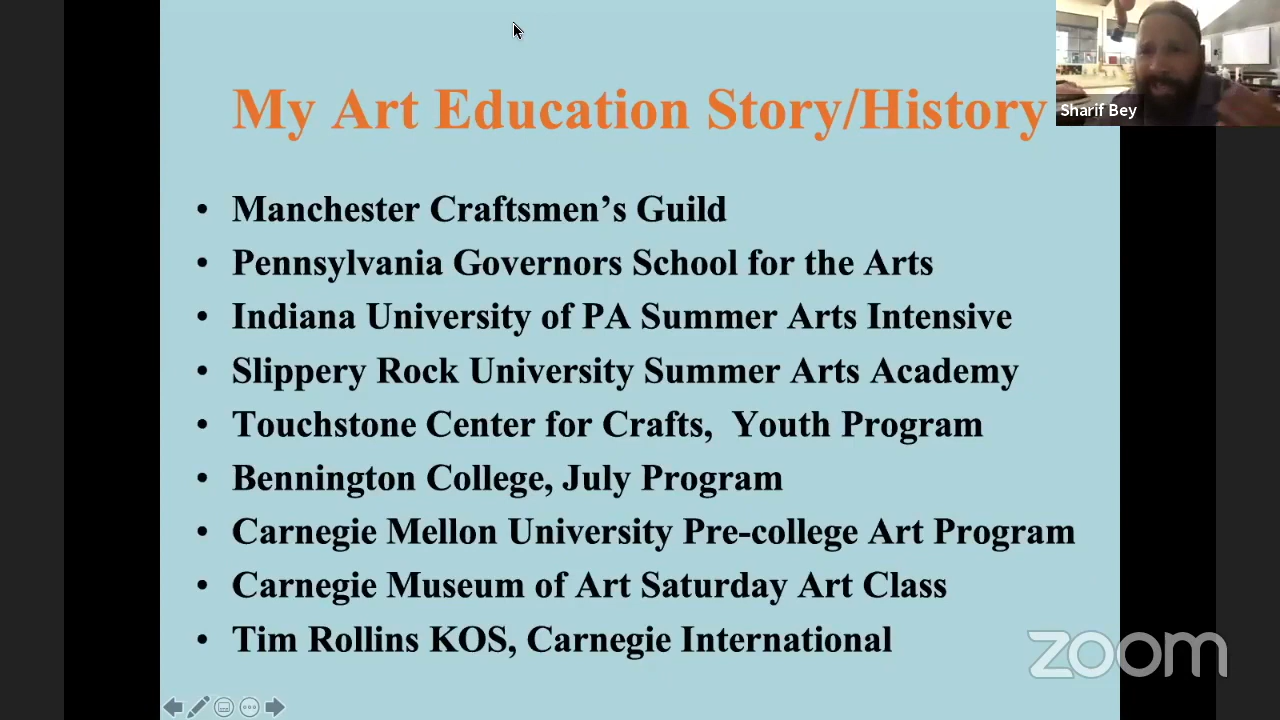 My Art Education Story/History
Sharif Bey
• Manchester Craftsmen’s Guild
• Pennsylvania Governors School for the Arts
• Indiana University of PA Summer Arts Intensive
• Slippery Rock University Summer Arts Academy
• Touchstone Center for Crafts,  Youth Program
• Bennington College, July Program
• Carnegie Mellon University Pre-college Art Program
• Carnegie Museum of Art Saturday Art Class
• Tim Rollins KOS, Carnegie International
zoom